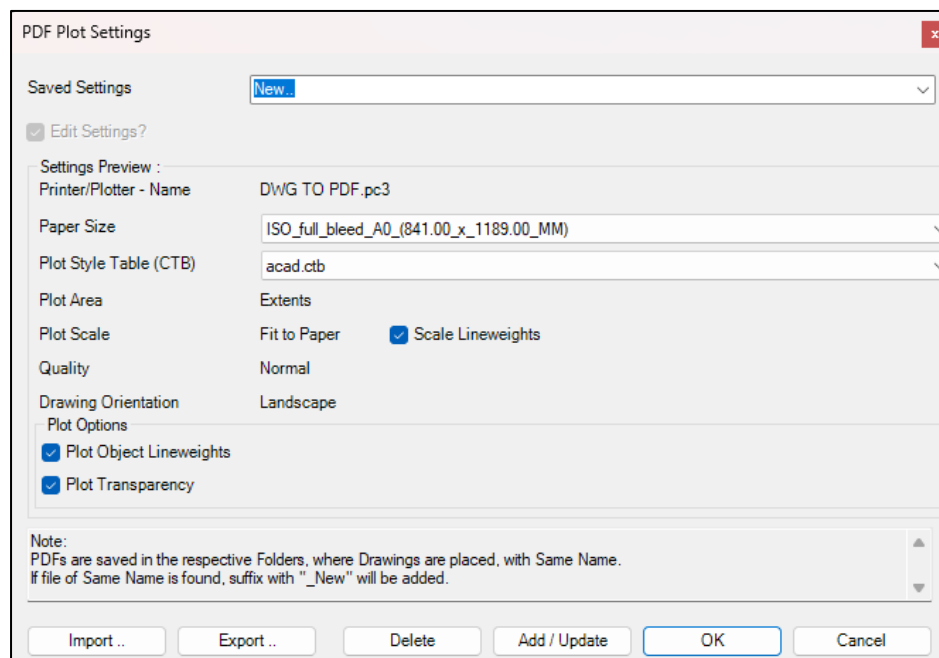 PDF Plot Settings
x
Saved Settings New..
Edit Settings?
Settings Preview :
Printer/Plotter - Name DWG TO PDF.pc3
Paper Size ISO_full_bleed_A0_(841.00_x_1189.00_MM)
Plot Style Table (CTB) acad.ctb
Plot Area Extents
Plot Scale Fit to Paper Scale Lineweights
Quality Normal
Drawing Orientation Landscape
Plot Options
Plot Object Lineweights
Plot Transparency
Note:
PDFs are saved in the respective Folders, where Drawings are placed, with Same Name.
If file of Same Name is found, suffix with "_New" will be added.
Import .. Export .. Delete Add / Update OK Cancel